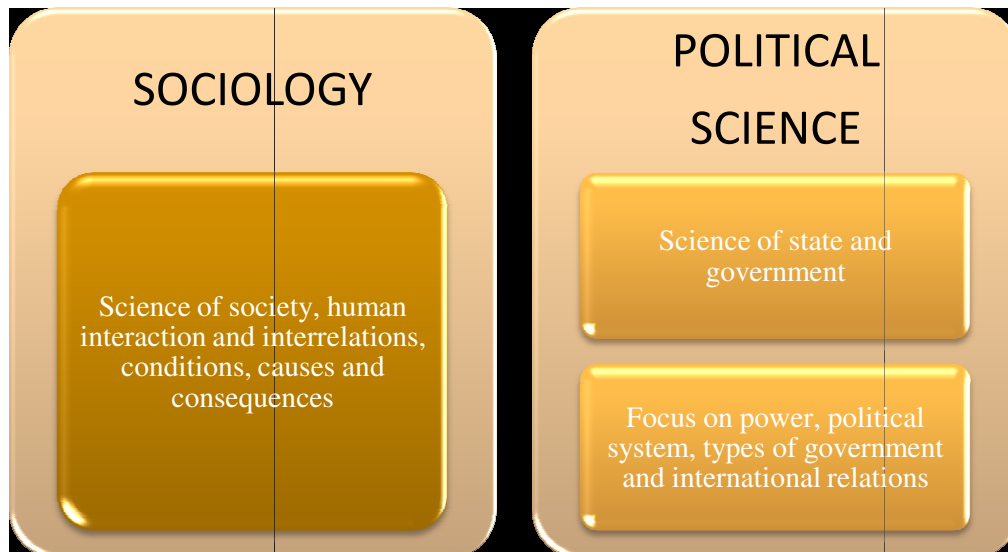 SOCIOLOGY
Science of society, human
interaction and interrelations,
conditions, causes and
consequences
POLITICAL
SCIENCE
Science of state and
government
Focus on power, political
system, types of government
and international relations